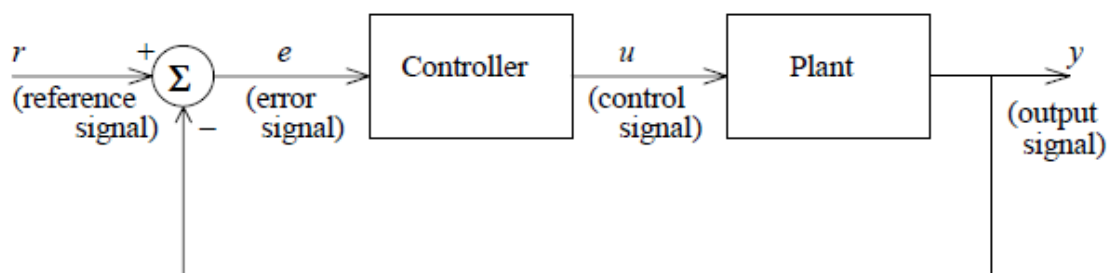 r
+
Σ
e
Controller
u
Plant
y
(reference
signal)
(error
signal)
(control
signal)
(output
signal)
−